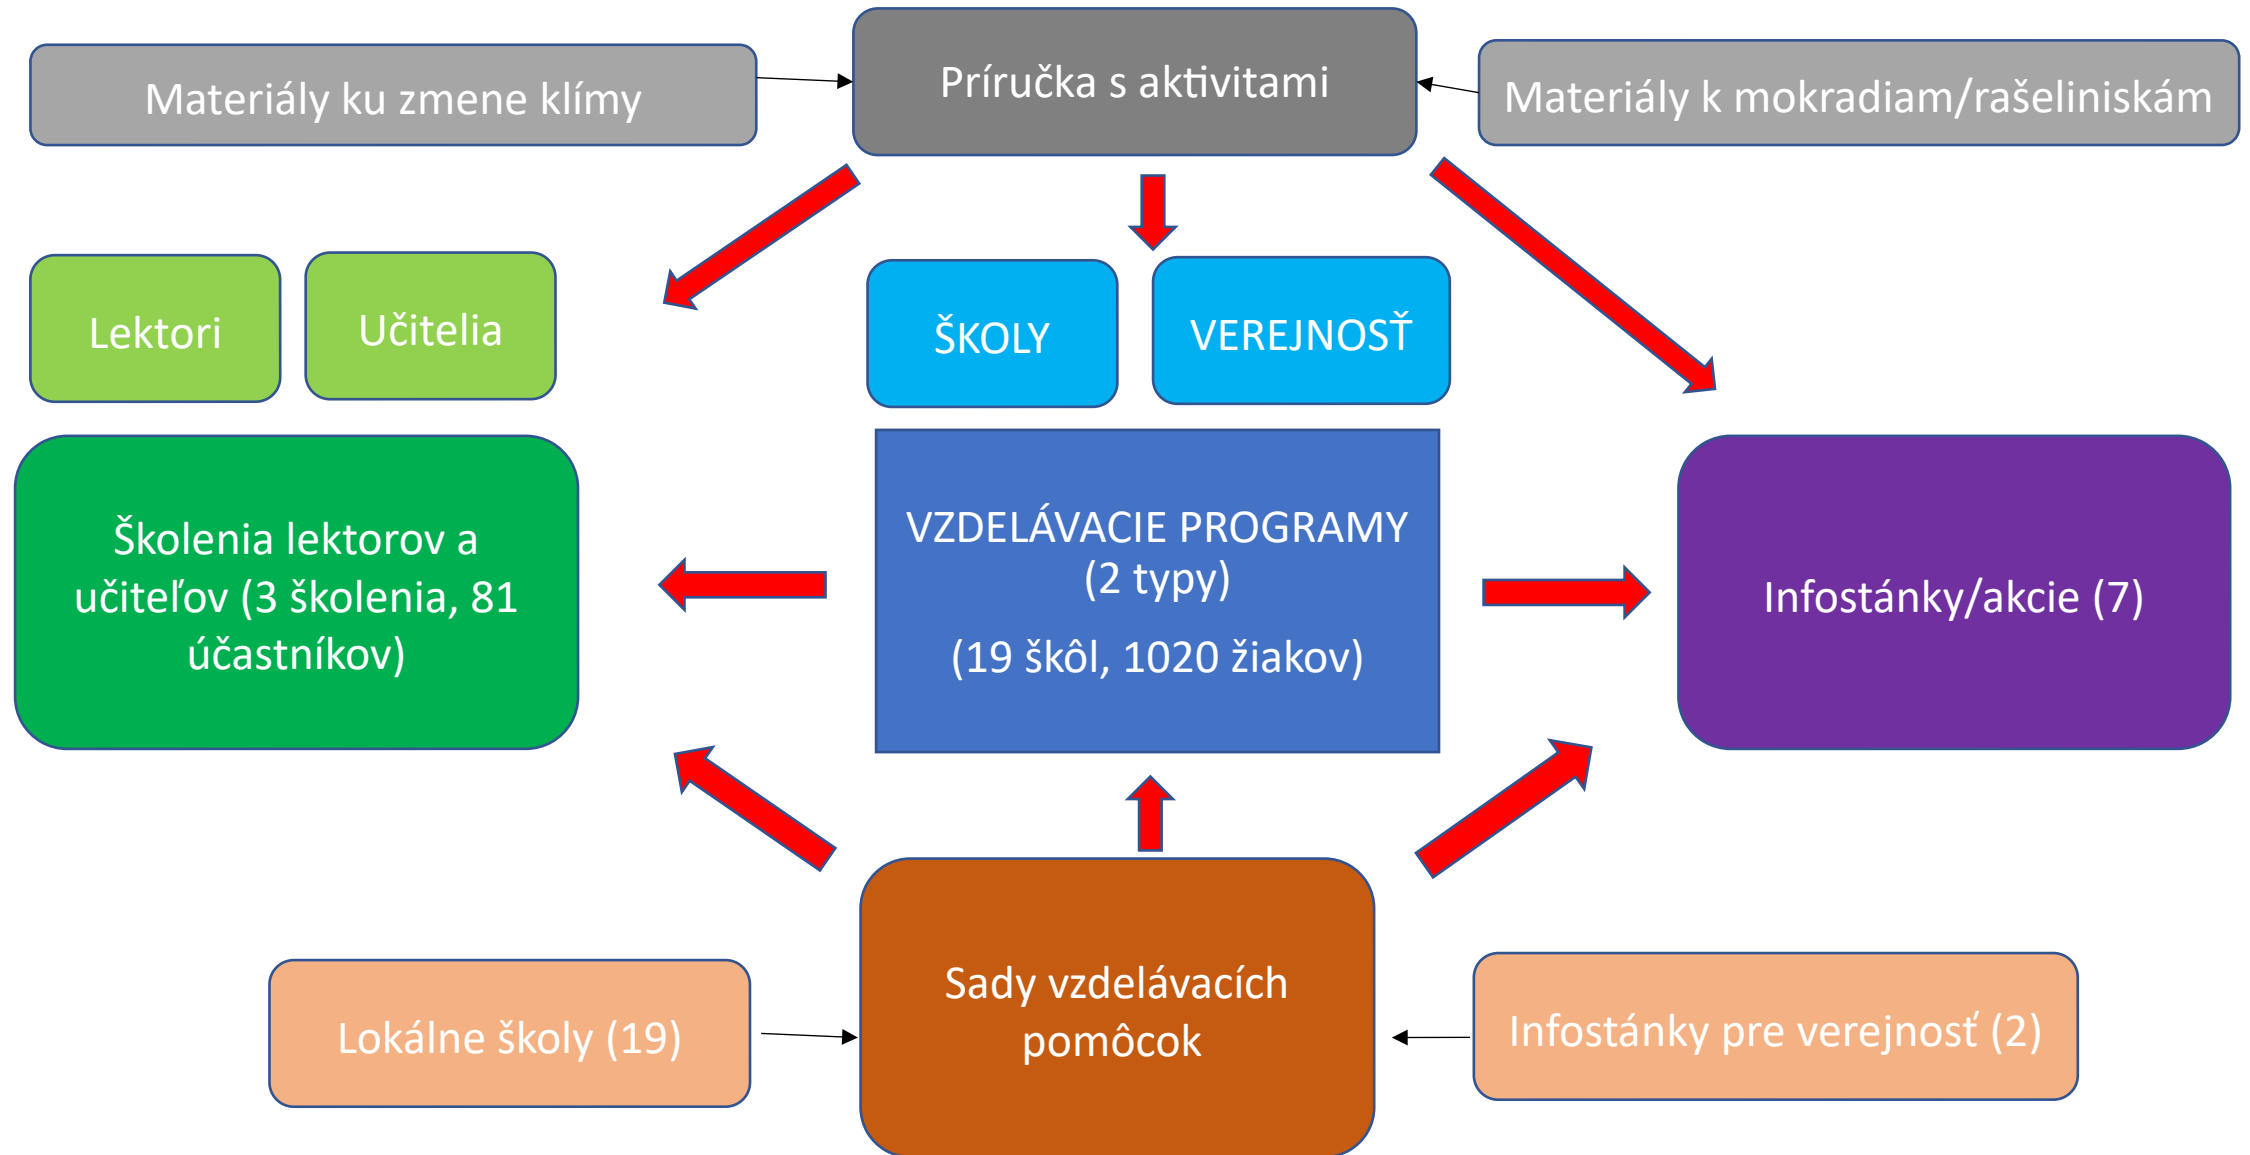 Materiály ku zmene klímy
Príručka s aktivitami
Materiály k mokradiam/rašeliniskám
Lektori
Učitelia
ŠKOLY
VEREJNOSŤ
Školenia lektorov a
učiteľov (3 školenia, 81
účastníkov)
VZDELÁVACIE PROGRAMY
(2 typy)
(19 škôl, 1020 žiakov)
Infostánky/akcie (7)
Lokálne školy (19)
Sady vzdelávacích
pomôcok
Infostánky pre verejnosť (2)